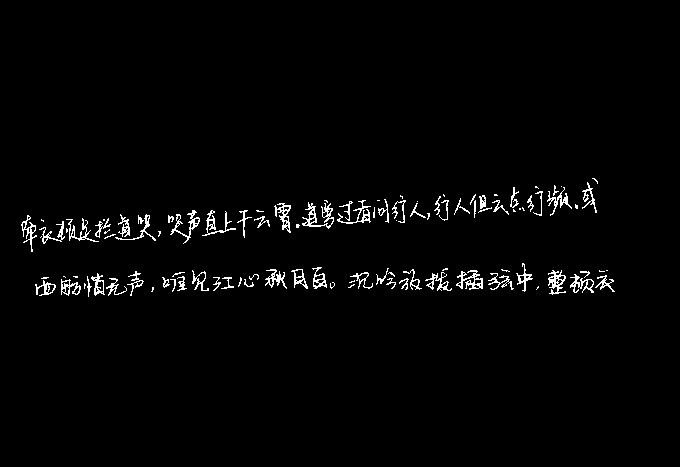 牵衣顿足拦道哭,哭声直上干云霄.道旁过者问行人,行人但云点行频.或
西舫悄无声,唯见江心秋月白。沉吟放拨插弦中,整顿衣